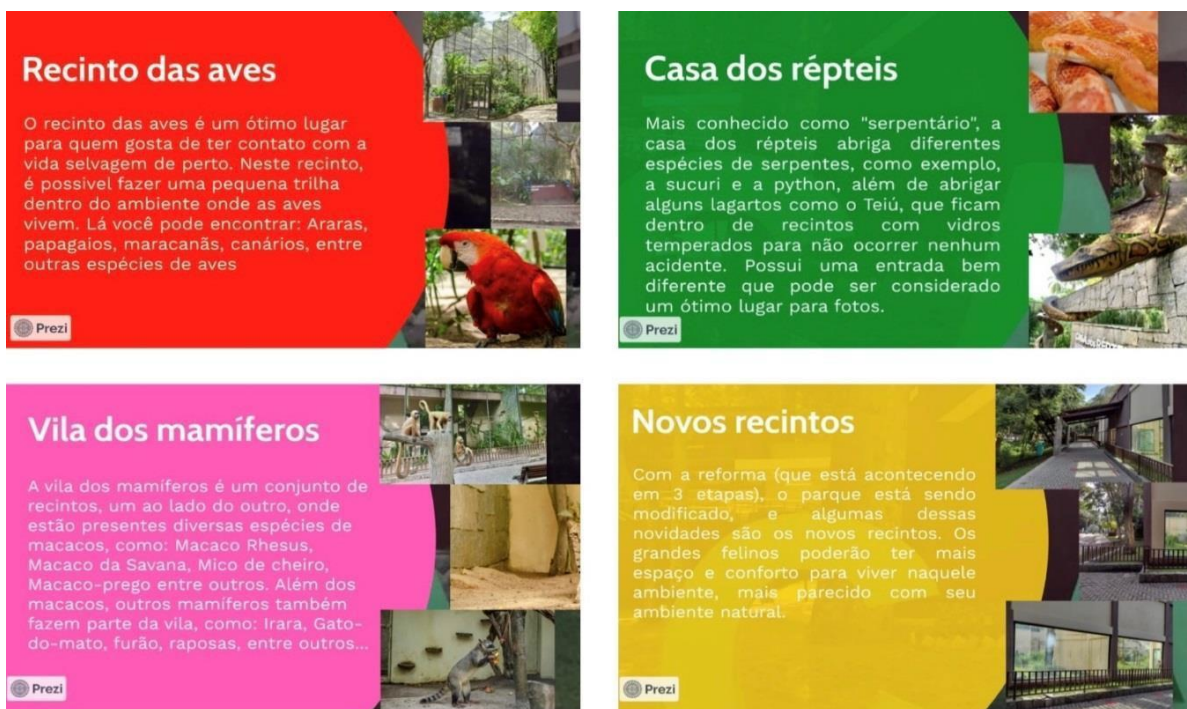 Recinto das aves
O recinto das aves é um ótimo lugar
para quem gosta de ter contato com a
vida selvagem de perto. Neste recinto,
é possivel fazer uma pequena trilha
dentro do ambiente onde as aves
vivem. Lá você pode encontrar: Araras,
papagaios, maracanãs, canários, entre
outras espécies de aves
Prezi
Casa dos répteis
Mais conhecido como "serpentário", a
casa dos répteis abriga diferentes
espécies de serpentes, como exemplo,
a sucuri e a python, além de abrigar
alguns lagartos como o Teiú, que ficam
dentro de recintos com vidros
temperados para não ocorrer nenhum
acidente. Possui uma entrada bem
diferente que pode ser considerado
um ótimo lugar para fotos.
Prezi
Vila dos mamíferos
A vila dos mamíferos é um conjunto de
recintos, um ao lado do outro, onde
estão presentes diversas espécies de
macacos, como: Macaco Rhesus,
Macaco da Savana, Mico de cheiro,
Macaco-prego entre outros. Além dos
macacos, outros mamíferos também
fazem parte da vila, como: Irara, Gato-
do-mato, furão, raposas, entre outros...
Prezi
Novos recintos
Com a reforma (que está acontecendo
em 3 etapas), o parque está sendo
modificado, e algumas dessas
novidades são os novos recintos. Os
grandes felinos poderão ter mais
espaço e conforto para viver naquele
ambiente, mais parecido com seu
ambiente natural.
Prezi